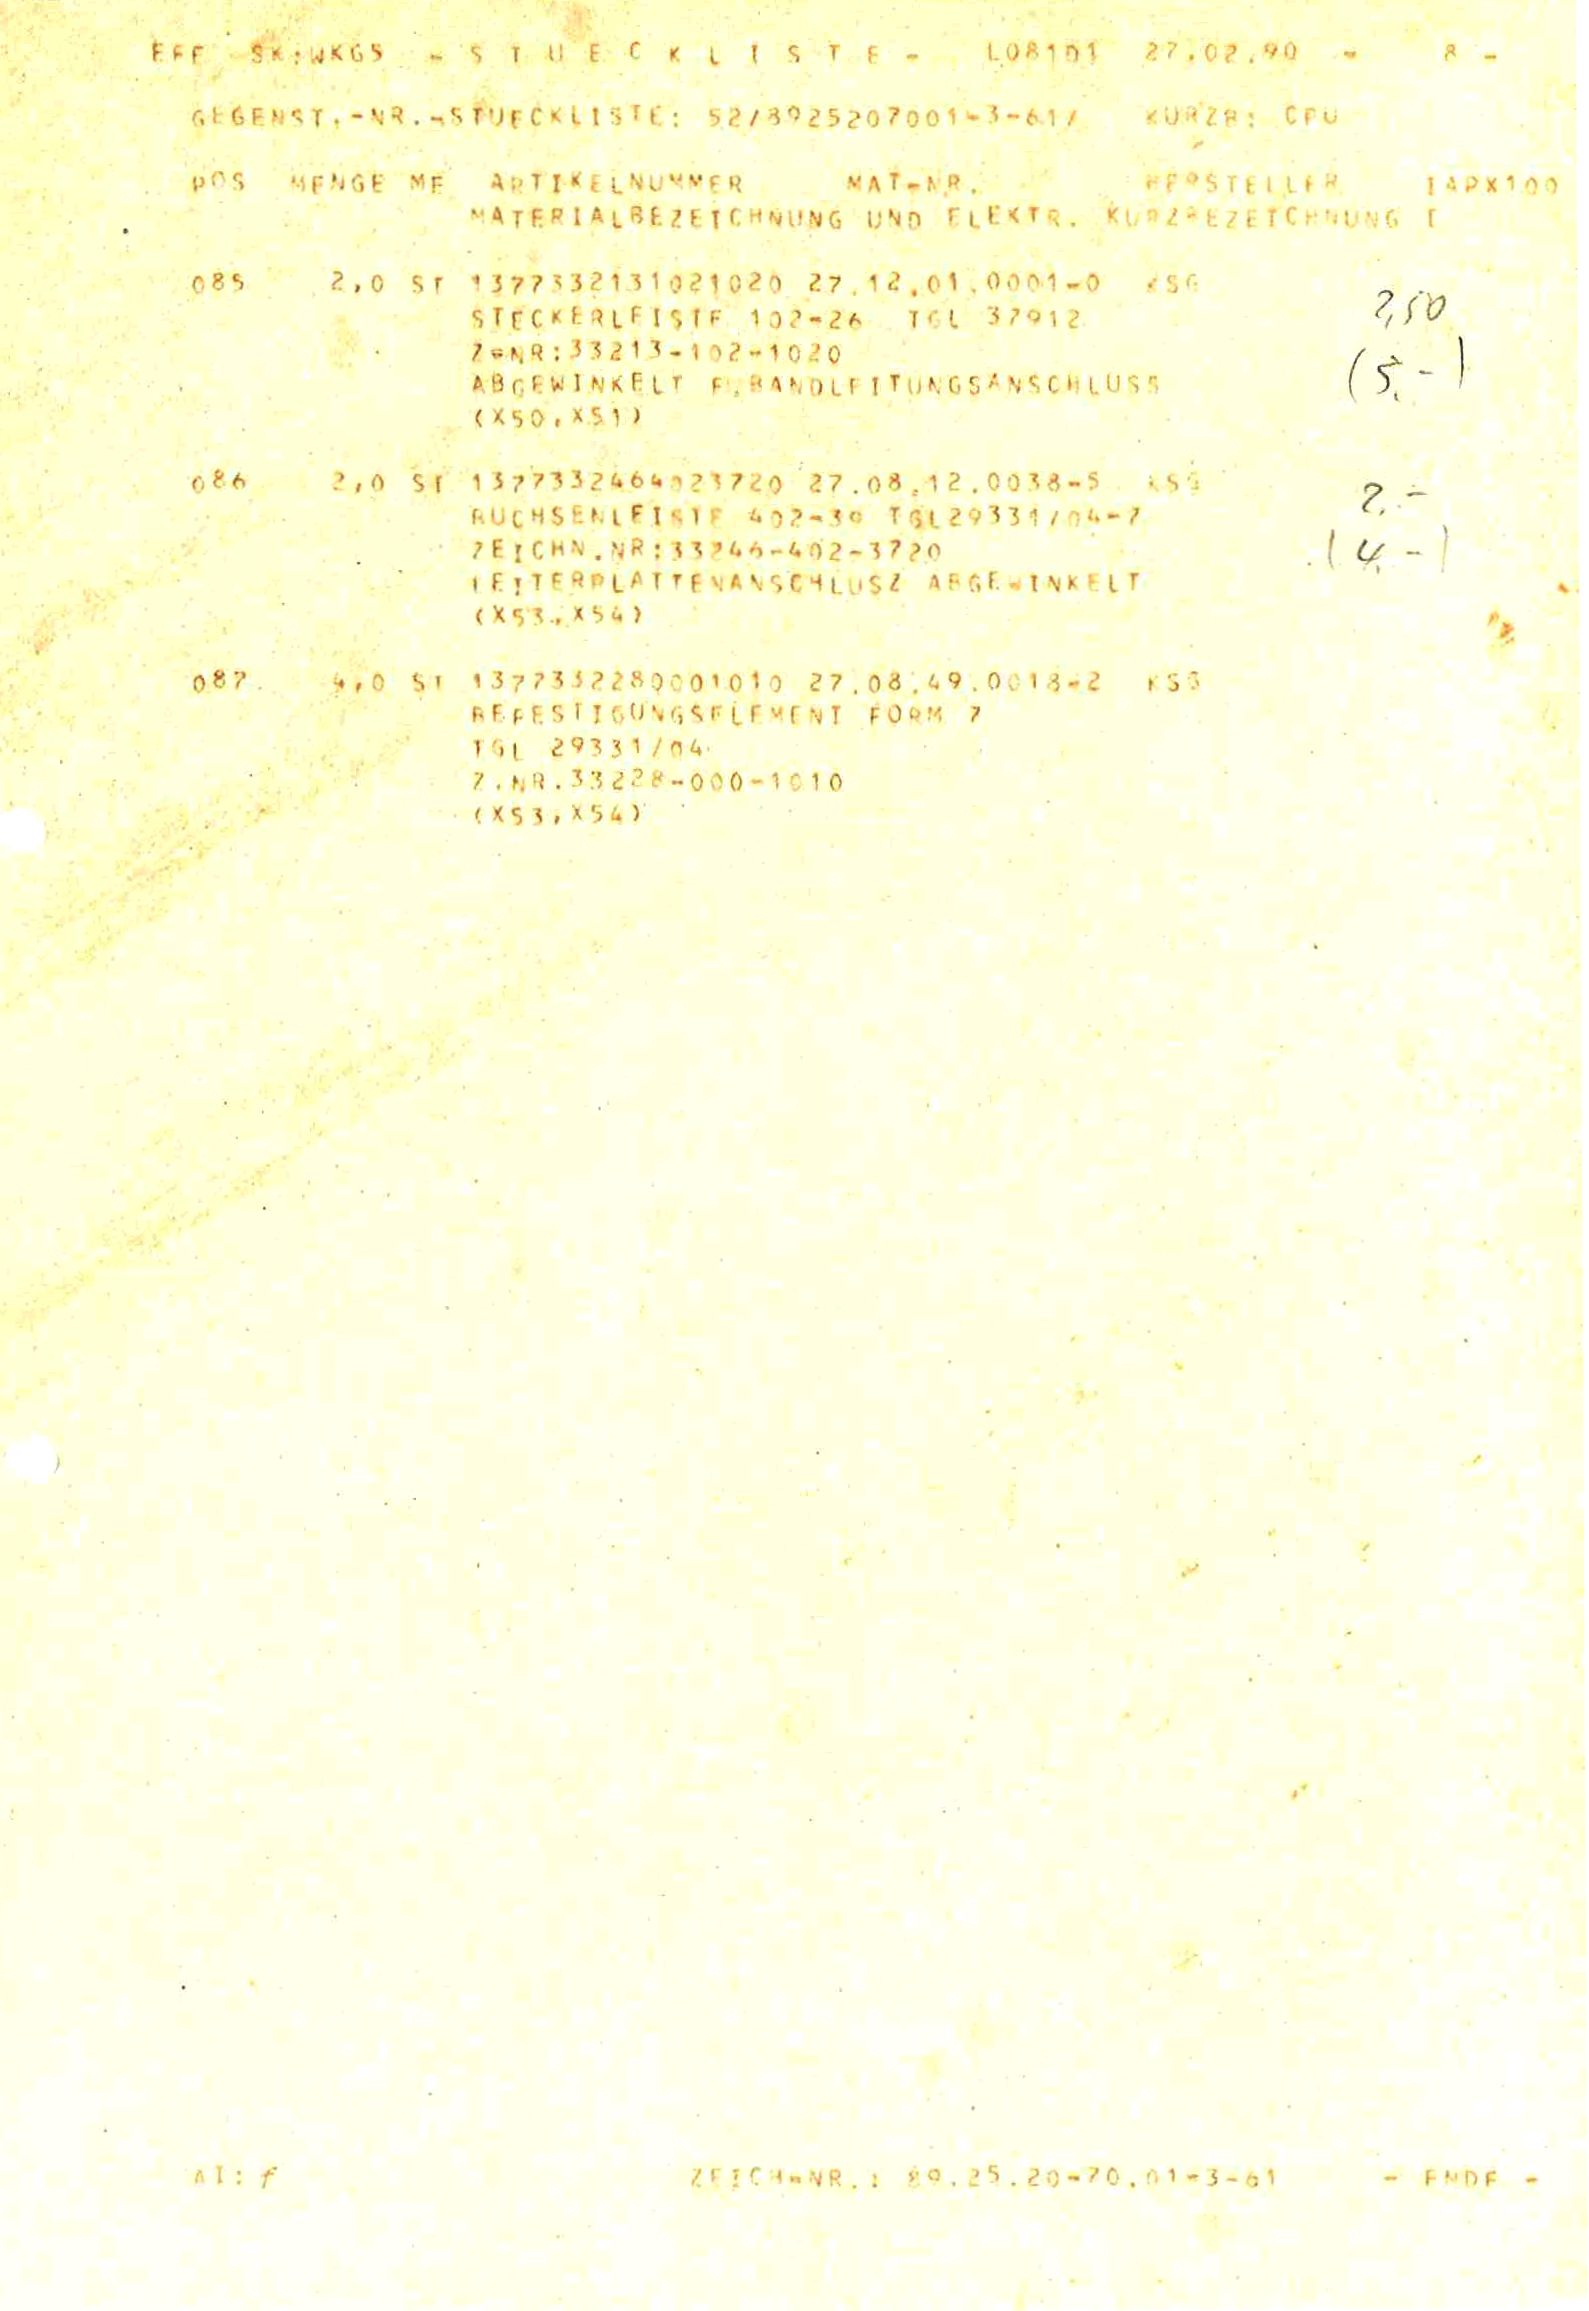 EFE SK:WKGS - S T U E C K L I S T E - L08101 27.02.90 - 8 -
GEGENST.-NR.-STUECKLISTE: 52/8925207001-3-61/ KURZB: CPU
POS MENGE ME ARTIKELNUMMER MAT-NR. HERSTELLER IAPX100
MATERIALBEZEICHNUNG UND ELEKTR. KURZBEZEICHNUNG I
085 2,0 ST 1377332131021020 27.12.01.0001-0 KSG
STECKERLEISTE 102-26 TGL 37912
Z-NR:33213-102-1020
ABGEWINKELT F.BANDLEITUNGSANSCHLUSS
(X50,X51)
2,50
(5,-)
086 2,0 ST 1377332464023720 27.08.12.0038-5 KSG
BUCHSENLEISTE 402-39 TGL29331/04-7
ZEICHN.NR:33246-402-3720
LEITERPLATTENANSCHLUSZ ABGEWINKELT
(X53,X54)
2,-
(4,-)
087 4,0 ST 1377332280001010 27.08.49.0018-2 KSG
BEFESTIGUNGSELEMENT FORM 7
TGL 29331/04
Z.NR.33228-000-1010
(X53,X54)
AI: f ZEICH-NR.: 89.25.20-70.01-3-61 - ENDE -